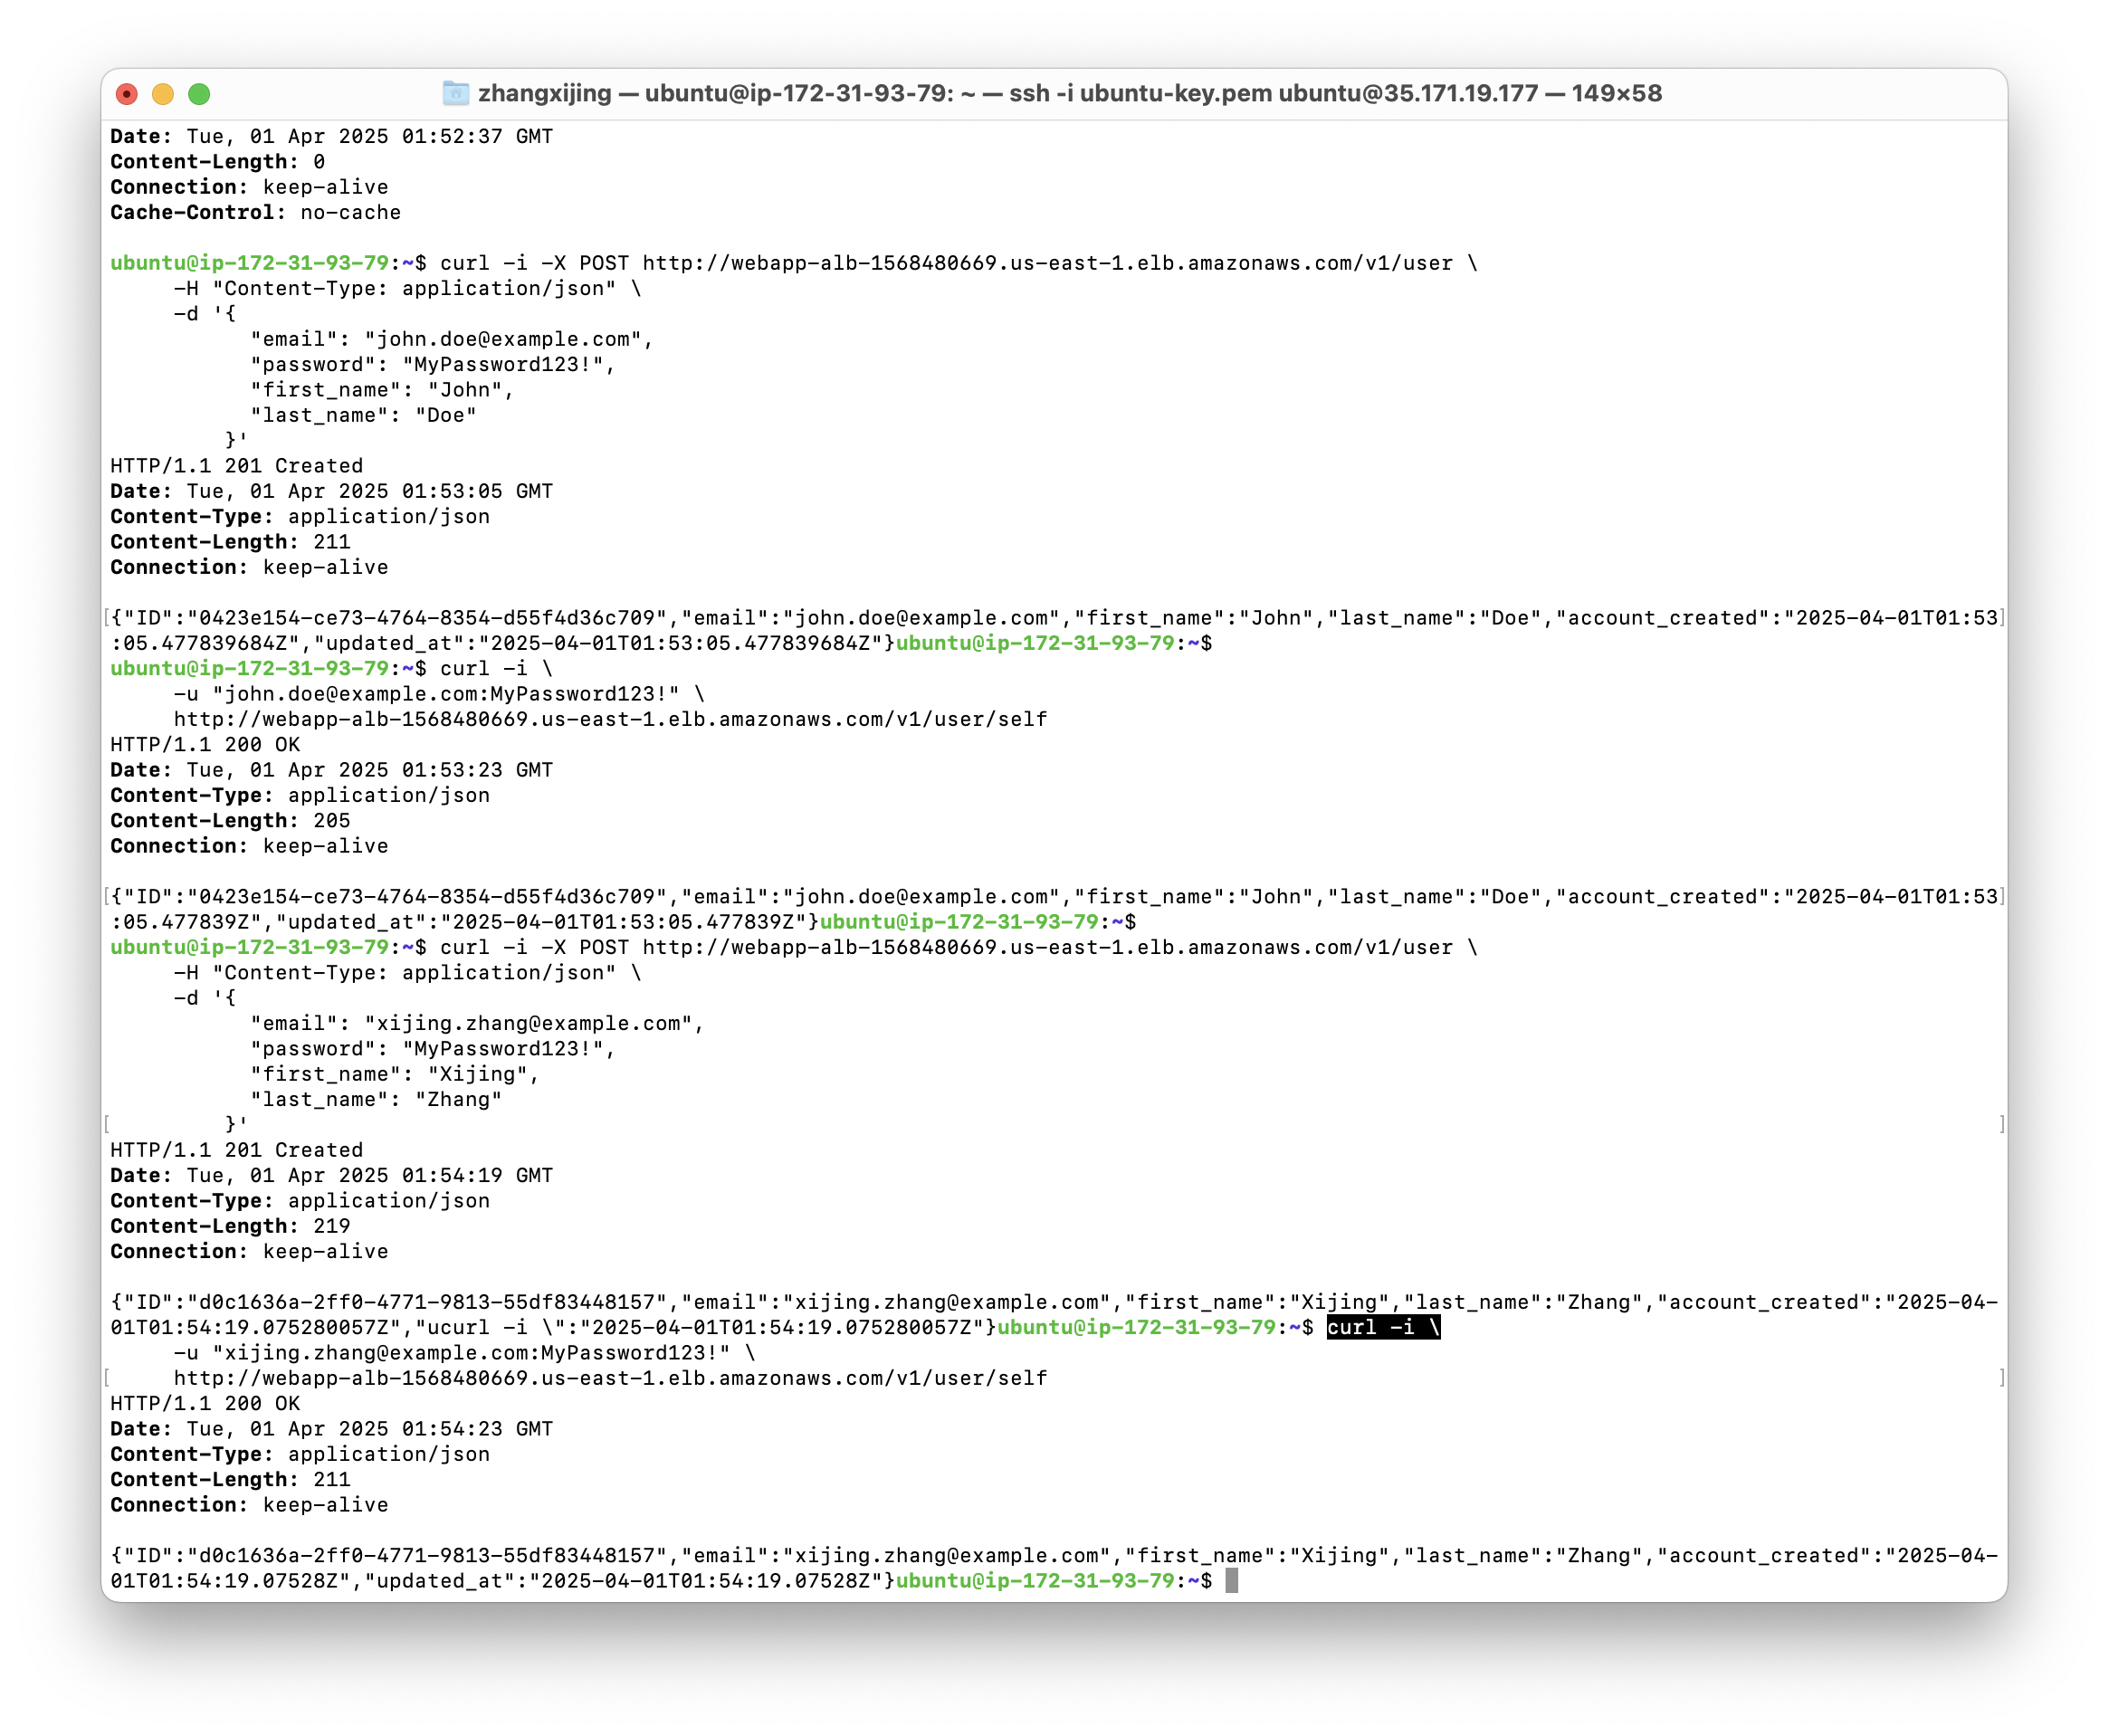 zhangxijing — ubuntu@ip-172-31-93-79: ~ — ssh -i ubuntu-key.pem ubuntu@35.171.19.177 — 149×58
Date: Tue, 01 Apr 2025 01:52:37 GMT
Content-Length: 0
Connection: keep-alive
Cache-Control: no-cache

ubuntu@ip-172-31-93-79:~$ curl -i -X POST http://webapp-alb-1568480669.us-east-1.elb.amazonaws.com/v1/user \
     -H "Content-Type: application/json" \
     -d '{
           "email": "john.doe@example.com",
           "password": "MyPassword123!",
           "first_name": "John",
           "last_name": "Doe"
         }'
HTTP/1.1 201 Created
Date: Tue, 01 Apr 2025 01:53:05 GMT
Content-Type: application/json
Content-Length: 211
Connection: keep-alive

[{"ID":"0423e154-ce73-4764-8354-d55f4d36c709","email":"john.doe@example.com","first_name":"John","last_name":"Doe","account_created":"2025-04-01T01:53]
:05.477839684Z","updated_at":"2025-04-01T01:53:05.477839684Z"}ubuntu@ip-172-31-93-79:~$
ubuntu@ip-172-31-93-79:~$ curl -i \
     -u "john.doe@example.com:MyPassword123!" \
     http://webapp-alb-1568480669.us-east-1.elb.amazonaws.com/v1/user/self
HTTP/1.1 200 OK
Date: Tue, 01 Apr 2025 01:53:23 GMT
Content-Type: application/json
Content-Length: 205
Connection: keep-alive

[{"ID":"0423e154-ce73-4764-8354-d55f4d36c709","email":"john.doe@example.com","first_name":"John","last_name":"Doe","account_created":"2025-04-01T01:53]
:05.477839Z","updated_at":"2025-04-01T01:53:05.477839Z"}ubuntu@ip-172-31-93-79:~$
ubuntu@ip-172-31-93-79:~$ curl -i -X POST http://webapp-alb-1568480669.us-east-1.elb.amazonaws.com/v1/user \
     -H "Content-Type: application/json" \
     -d '{
           "email": "xijing.zhang@example.com",
           "password": "MyPassword123!",
           "first_name": "Xijing",
           "last_name": "Zhang"
[         }' ]
HTTP/1.1 201 Created
Date: Tue, 01 Apr 2025 01:54:19 GMT
Content-Type: application/json
Content-Length: 219
Connection: keep-alive

{"ID":"d0c1636a-2ff0-4771-9813-55df83448157","email":"xijing.zhang@example.com","first_name":"Xijing","last_name":"Zhang","account_created":"2025-04-
01T01:54:19.075280057Z","ucurl -i \":"2025-04-01T01:54:19.075280057Z"}ubuntu@ip-172-31-93-79:~$ curl -i \
     -u "xijing.zhang@example.com:MyPassword123!" \
[     http://webapp-alb-1568480669.us-east-1.elb.amazonaws.com/v1/user/self ]
HTTP/1.1 200 OK
Date: Tue, 01 Apr 2025 01:54:23 GMT
Content-Type: application/json
Content-Length: 211
Connection: keep-alive

{"ID":"d0c1636a-2ff0-4771-9813-55df83448157","email":"xijing.zhang@example.com","first_name":"Xijing","last_name":"Zhang","account_created":"2025-04-
01T01:54:19.07528Z","updated_at":"2025-04-01T01:54:19.07528Z"}ubuntu@ip-172-31-93-79:~$